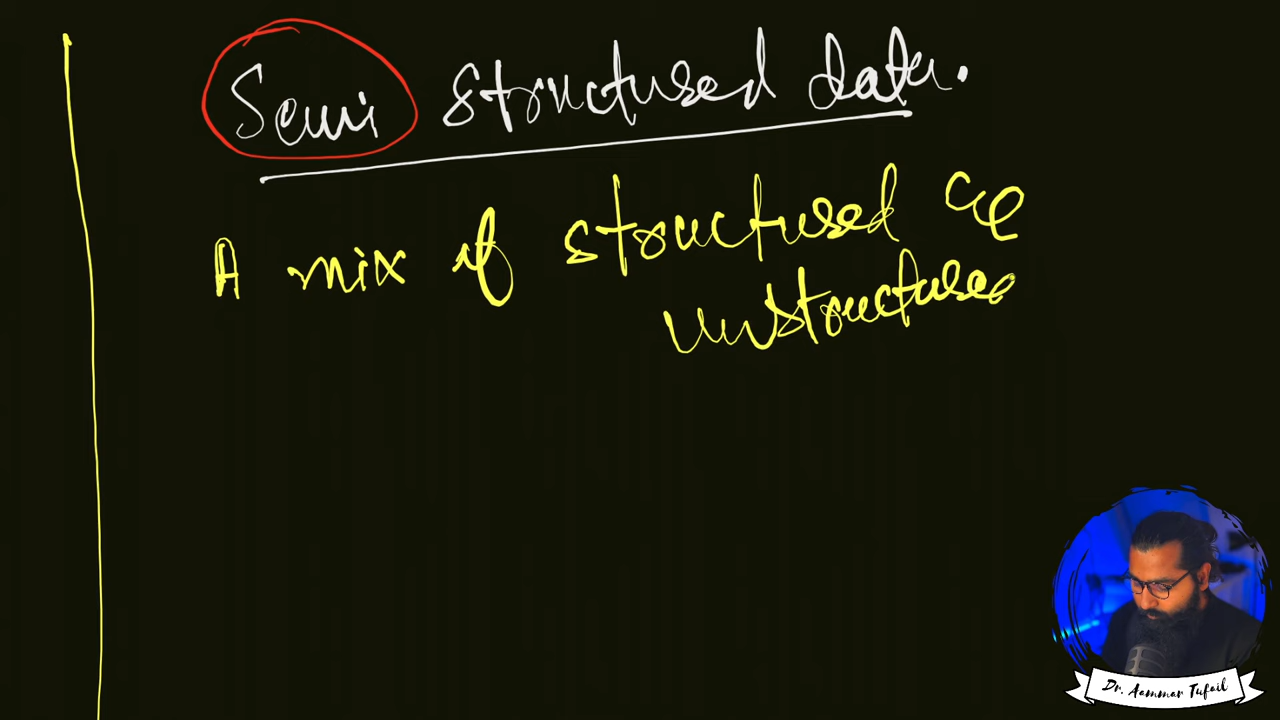 Semi structured data.
A mix of structured &
unstructured
Dr. Aammar Tufail